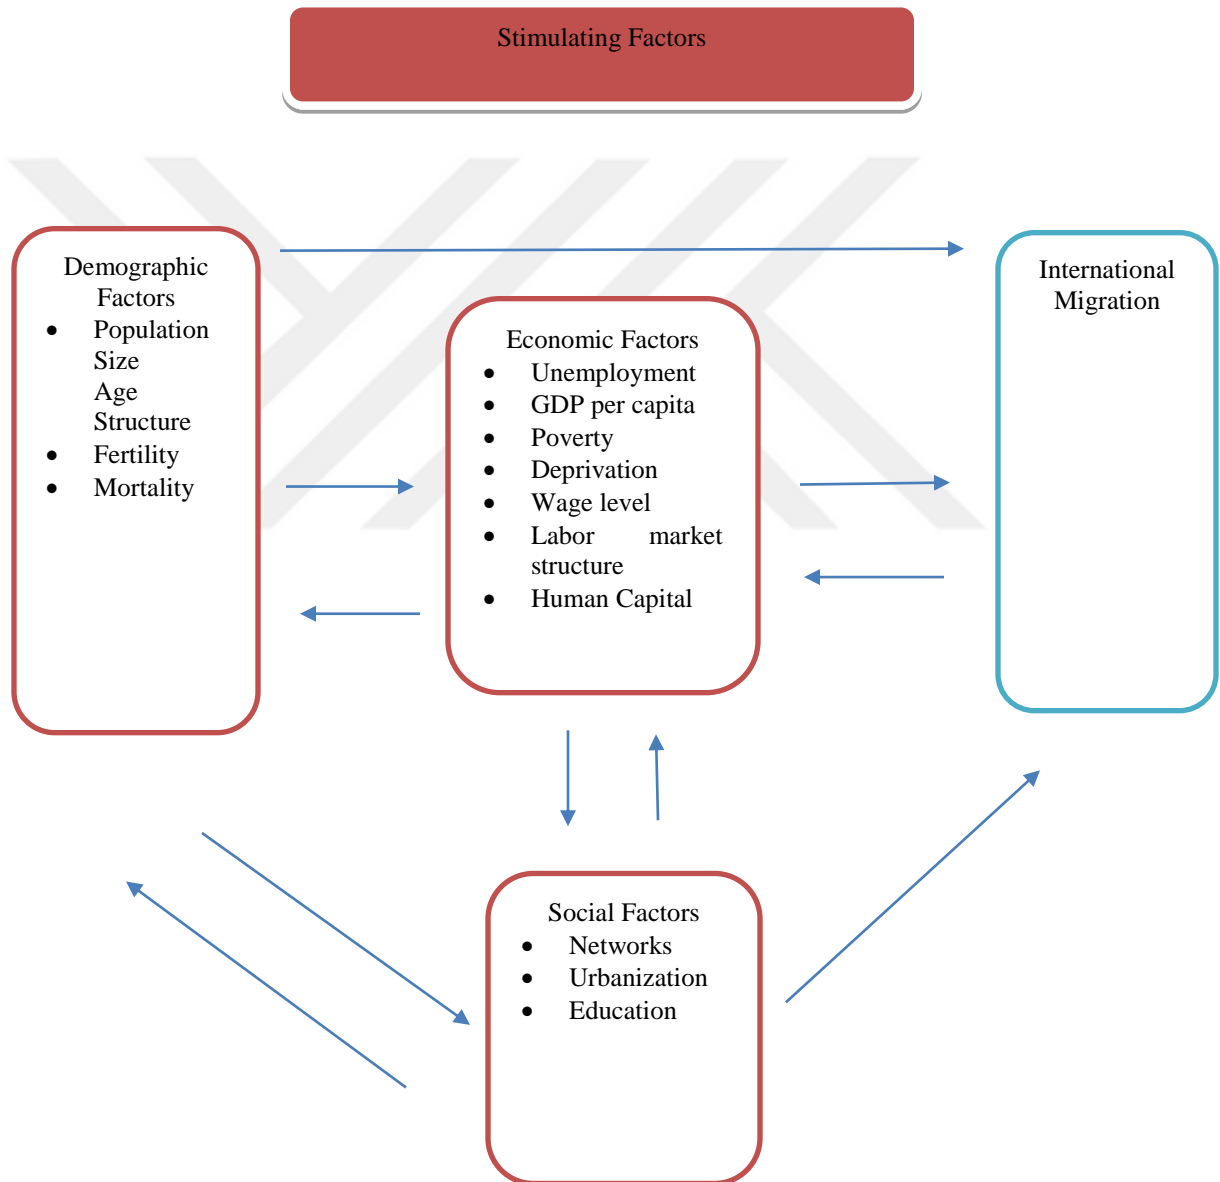 Stimulating Factors
Demographic
Factors
• Population
Size
Age
Structure
• Fertility
• Mortality
Economic Factors
• Unemployment
• GDP per capita
• Poverty
• Deprivation
• Wage level
• Labor market
structure
• Human Capital
International
Migration
Social Factors
• Networks
• Urbanization
• Education